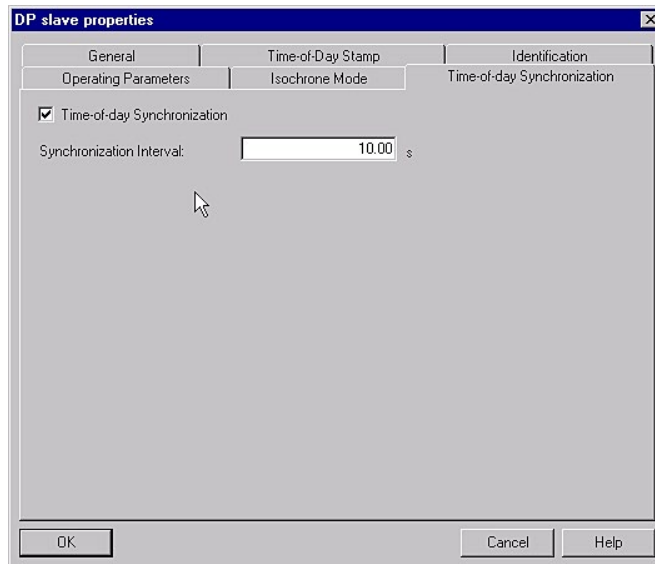 DP slave properties
General
Time-of-Day Stamp
Identification
Operating Parameters
Isochrone Mode
Time-of-day Synchronization
Time-of-day Synchronization
Synchronization Interval:
10.00 s
OK
Cancel
Help